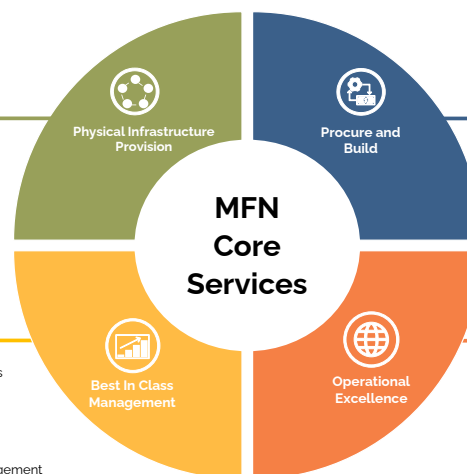 Physical Infrastructure
Provision
Procure and
Build
MFN
Core
Services
Best In Class
Management
Operational
Excellence